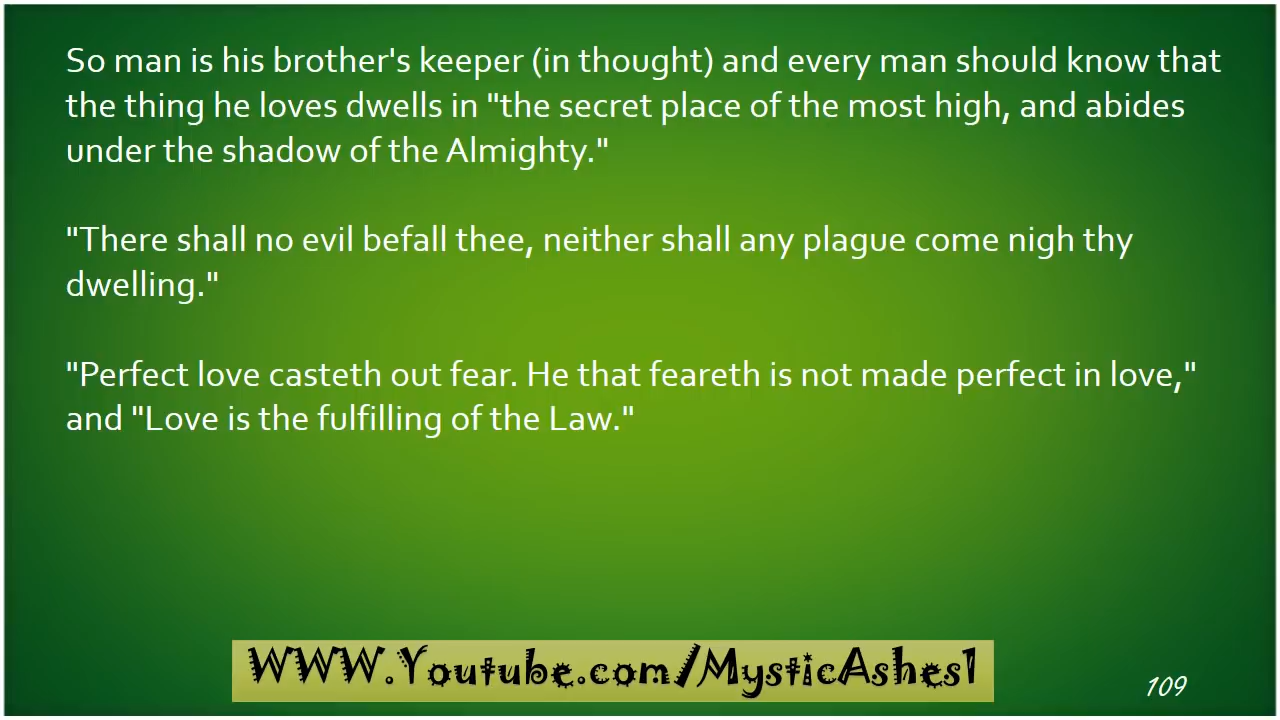 So man is his brother's keeper (in thought) and every man should know that
the thing he loves dwells in "the secret place of the most high, and abides
under the shadow of the Almighty."
"There shall no evil befall thee, neither shall any plague come nigh thy
dwelling."
"Perfect love casteth out fear. He that feareth is not made perfect in love,"
and "Love is the fulfilling of the Law."
WWW.Youtube.com/MysticAshes1
109